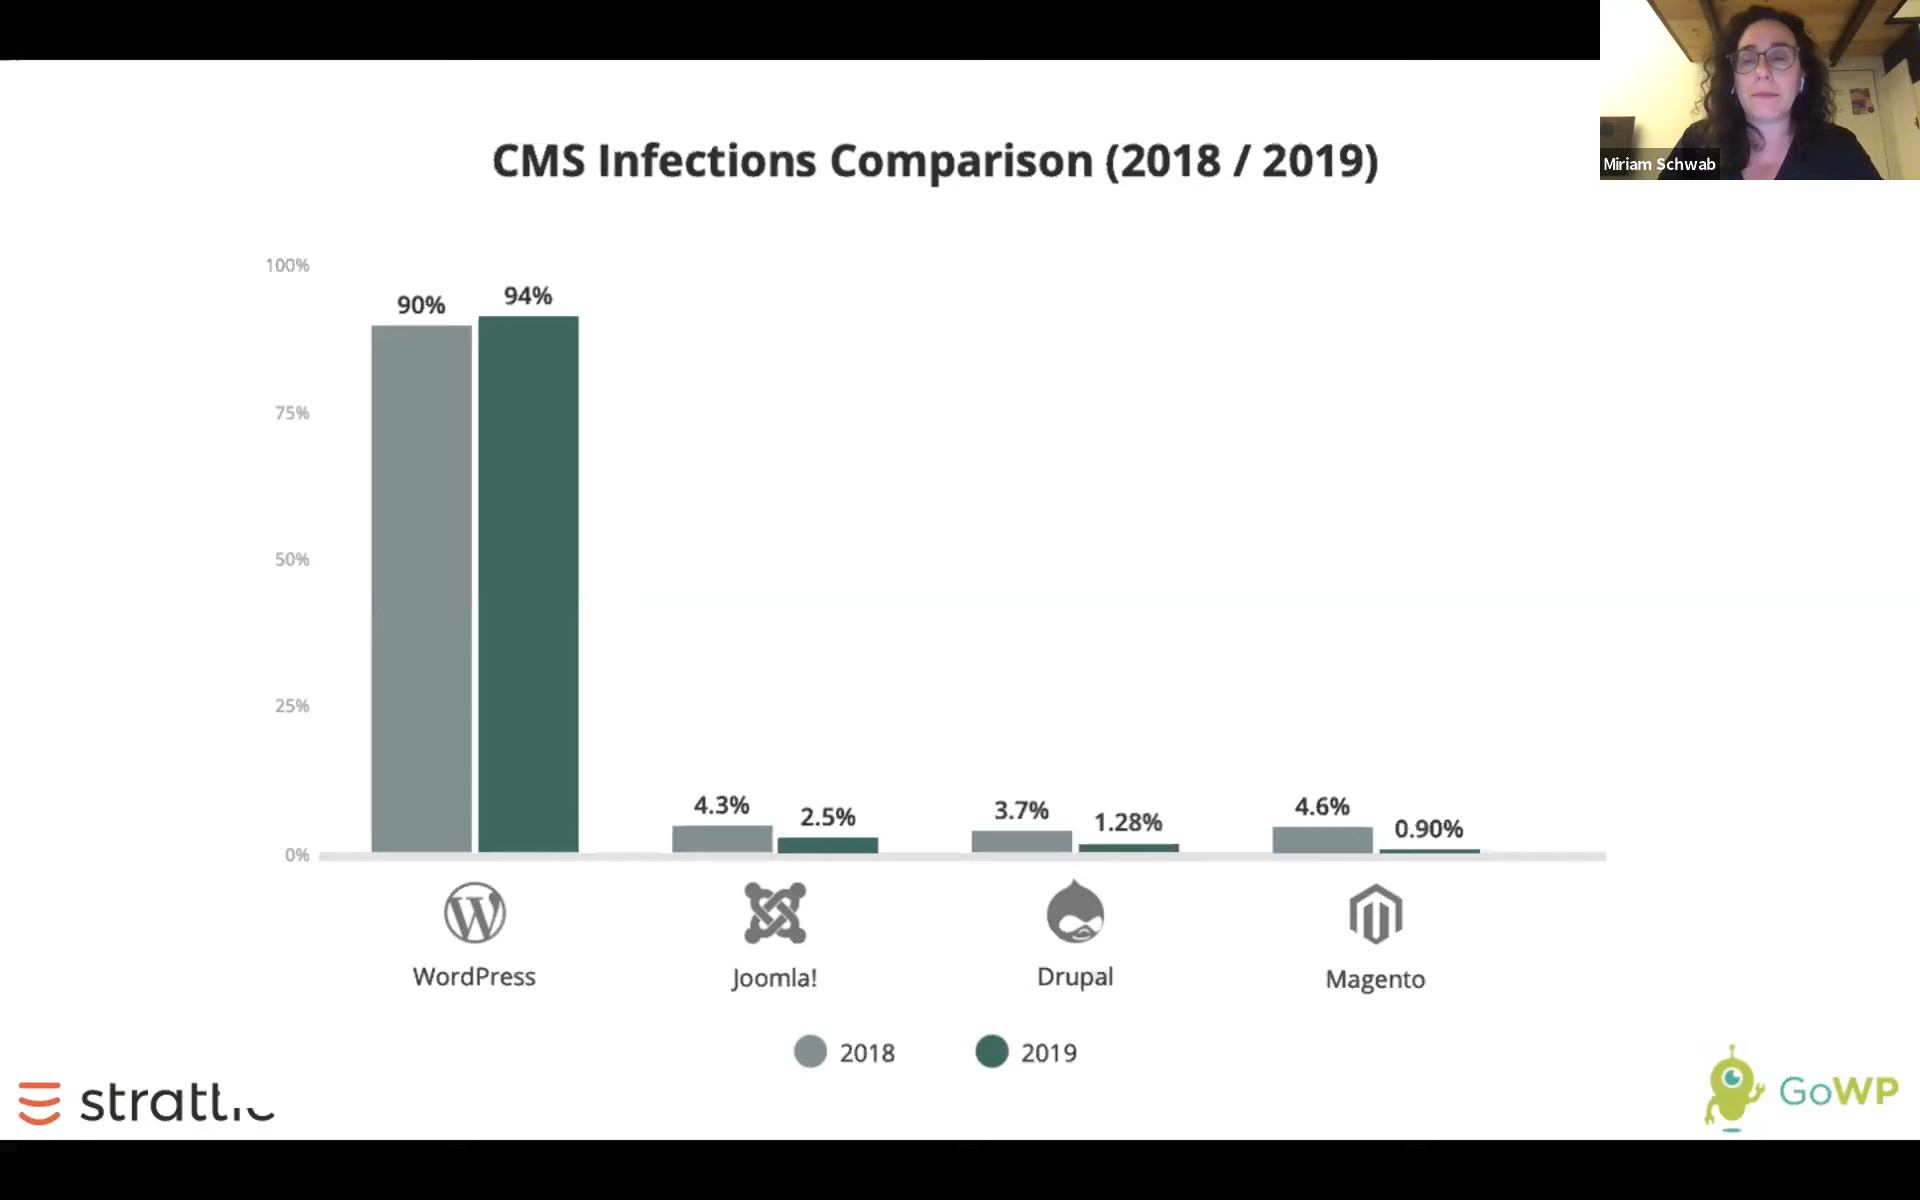 CMS Infections Comparison (2018 / 2019)
Miriam Schwab
100%
75%
50%
25%
0%
90%
94%
4.3%
2.5%
3.7%
1.28%
4.6%
0.90%
WordPress
Joomla!
Drupal
Magento
2018
2019
strattic
GoWP